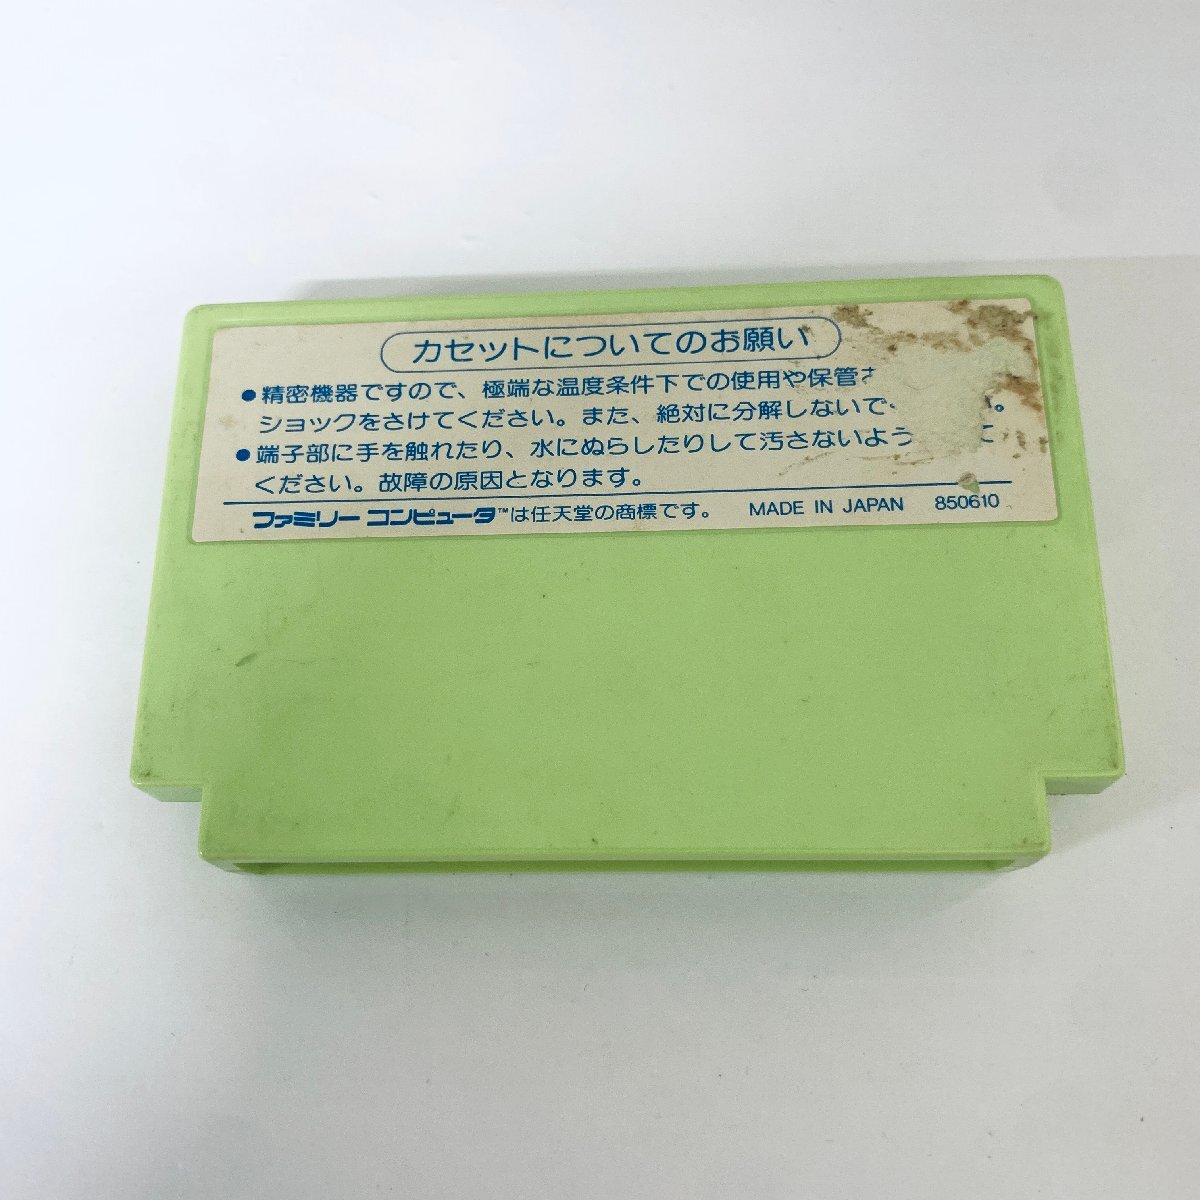 カセットについてのお願い
●精密機器ですので、極端な温度条件下での使用や保管
ショックをさけてください。また、絶対に分解しないで
●端子部に手を触れたり、水にぬらしたりして汚さないよう に
ください。故障の原因となります。
ファミリーコンピュータ™は任天堂の商標です。 MADE IN JAPAN 850610